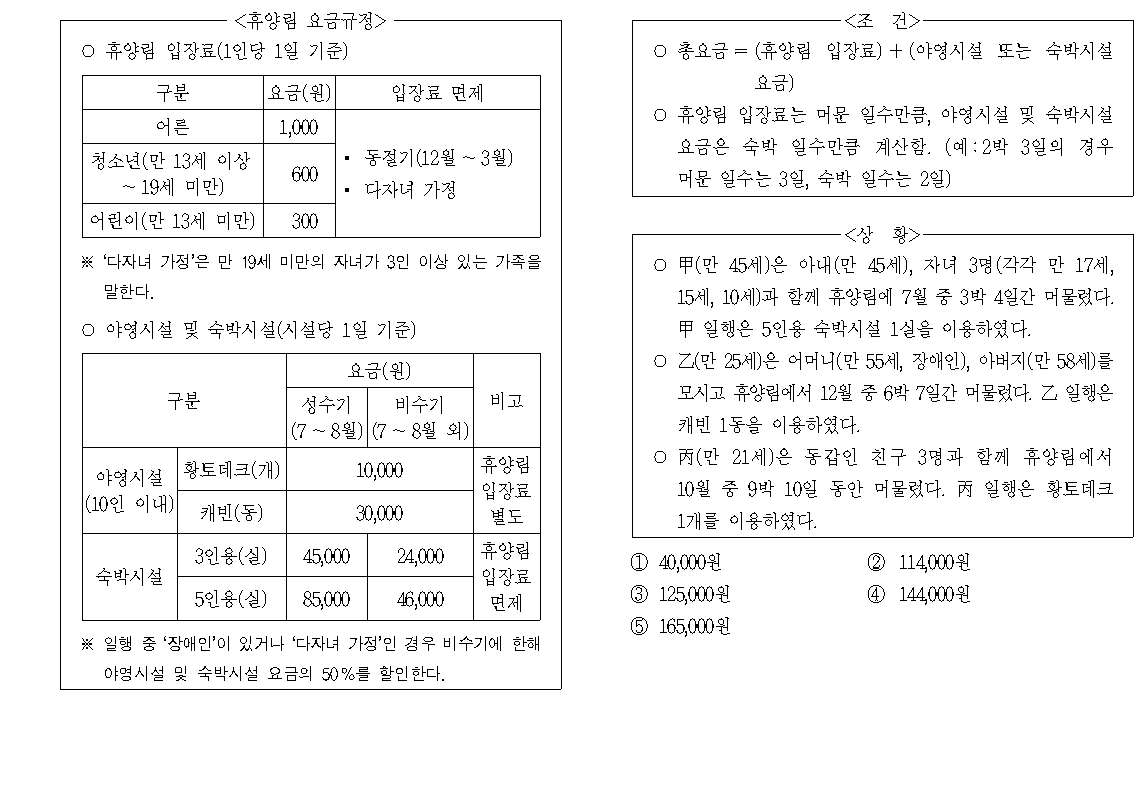 <휴양림 요금규정>
○ 휴양림 입장료(1인당 1일 기준)
구분 요금(원) 입장료 면제
어른 1,000
청소년(만 13세 이상
~ 19세 미만) 600
어린이(만 13세 미만) 300
▪ 동절기(12월 ~ 3월)
▪ 다자녀 가정
※ '다자녀 가정'은 만 19세 미만의 자녀가 3인 이상 있는 가족을
말한다.
○ 야영시설 및 숙박시설(시설당 1일 기준)
구분 요금(원) 비고
성수기
(7 ~ 8월)
비수기
(7 ~ 8월 외)
야영시설
(10인 이내)
황토데크(개) 10,000
캐빈(동) 30,000
휴양림
입장료
별도
숙박시설
3인용(실) 45,000 24,000
5인용(실) 85,000 46,000
휴양림
입장료
면제
※ 일행 중 '장애인'이 있거나 '다자녀 가정'인 경우 비수기에 한해
야영시설 및 숙박시설 요금의 50%를 할인한다.
<조 건>
○ 총요금 = (휴양림 입장료) + (야영시설 또는 숙박시설
요금)
○ 휴양림 입장료는 머문 일수만큼, 야영시설 및 숙박시설
요금은 숙박 일수만큼 계산함. (예 : 2박 3일의 경우
머문 일수는 3일, 숙박 일수는 2일)
<상 황>
○ 甲(만 45세)은 아내(만 45세), 자녀 3명(각각 만 17세,
15세, 10세)과 함께 휴양림에 7월 중 3박 4일간 머물렀다.
甲 일행은 5인용 숙박시설 1실을 이용하였다.
○ 乙(만 25세)은 어머니(만 55세, 장애인), 아버지(만 58세)를
모시고 휴양림에서 12월 중 6박 7일간 머물렀다. 乙 일행은
캐빈 1동을 이용하였다.
○ 丙(만 21세)은 동갑인 친구 3명과 함께 휴양림에서
10월 중 9박 10일 동안 머물렀다. 丙 일행은 황토데크
1개를 이용하였다.
① 40,000원 ② 114,000원
③ 125,000원 ④ 144,000원
⑤ 165,000원